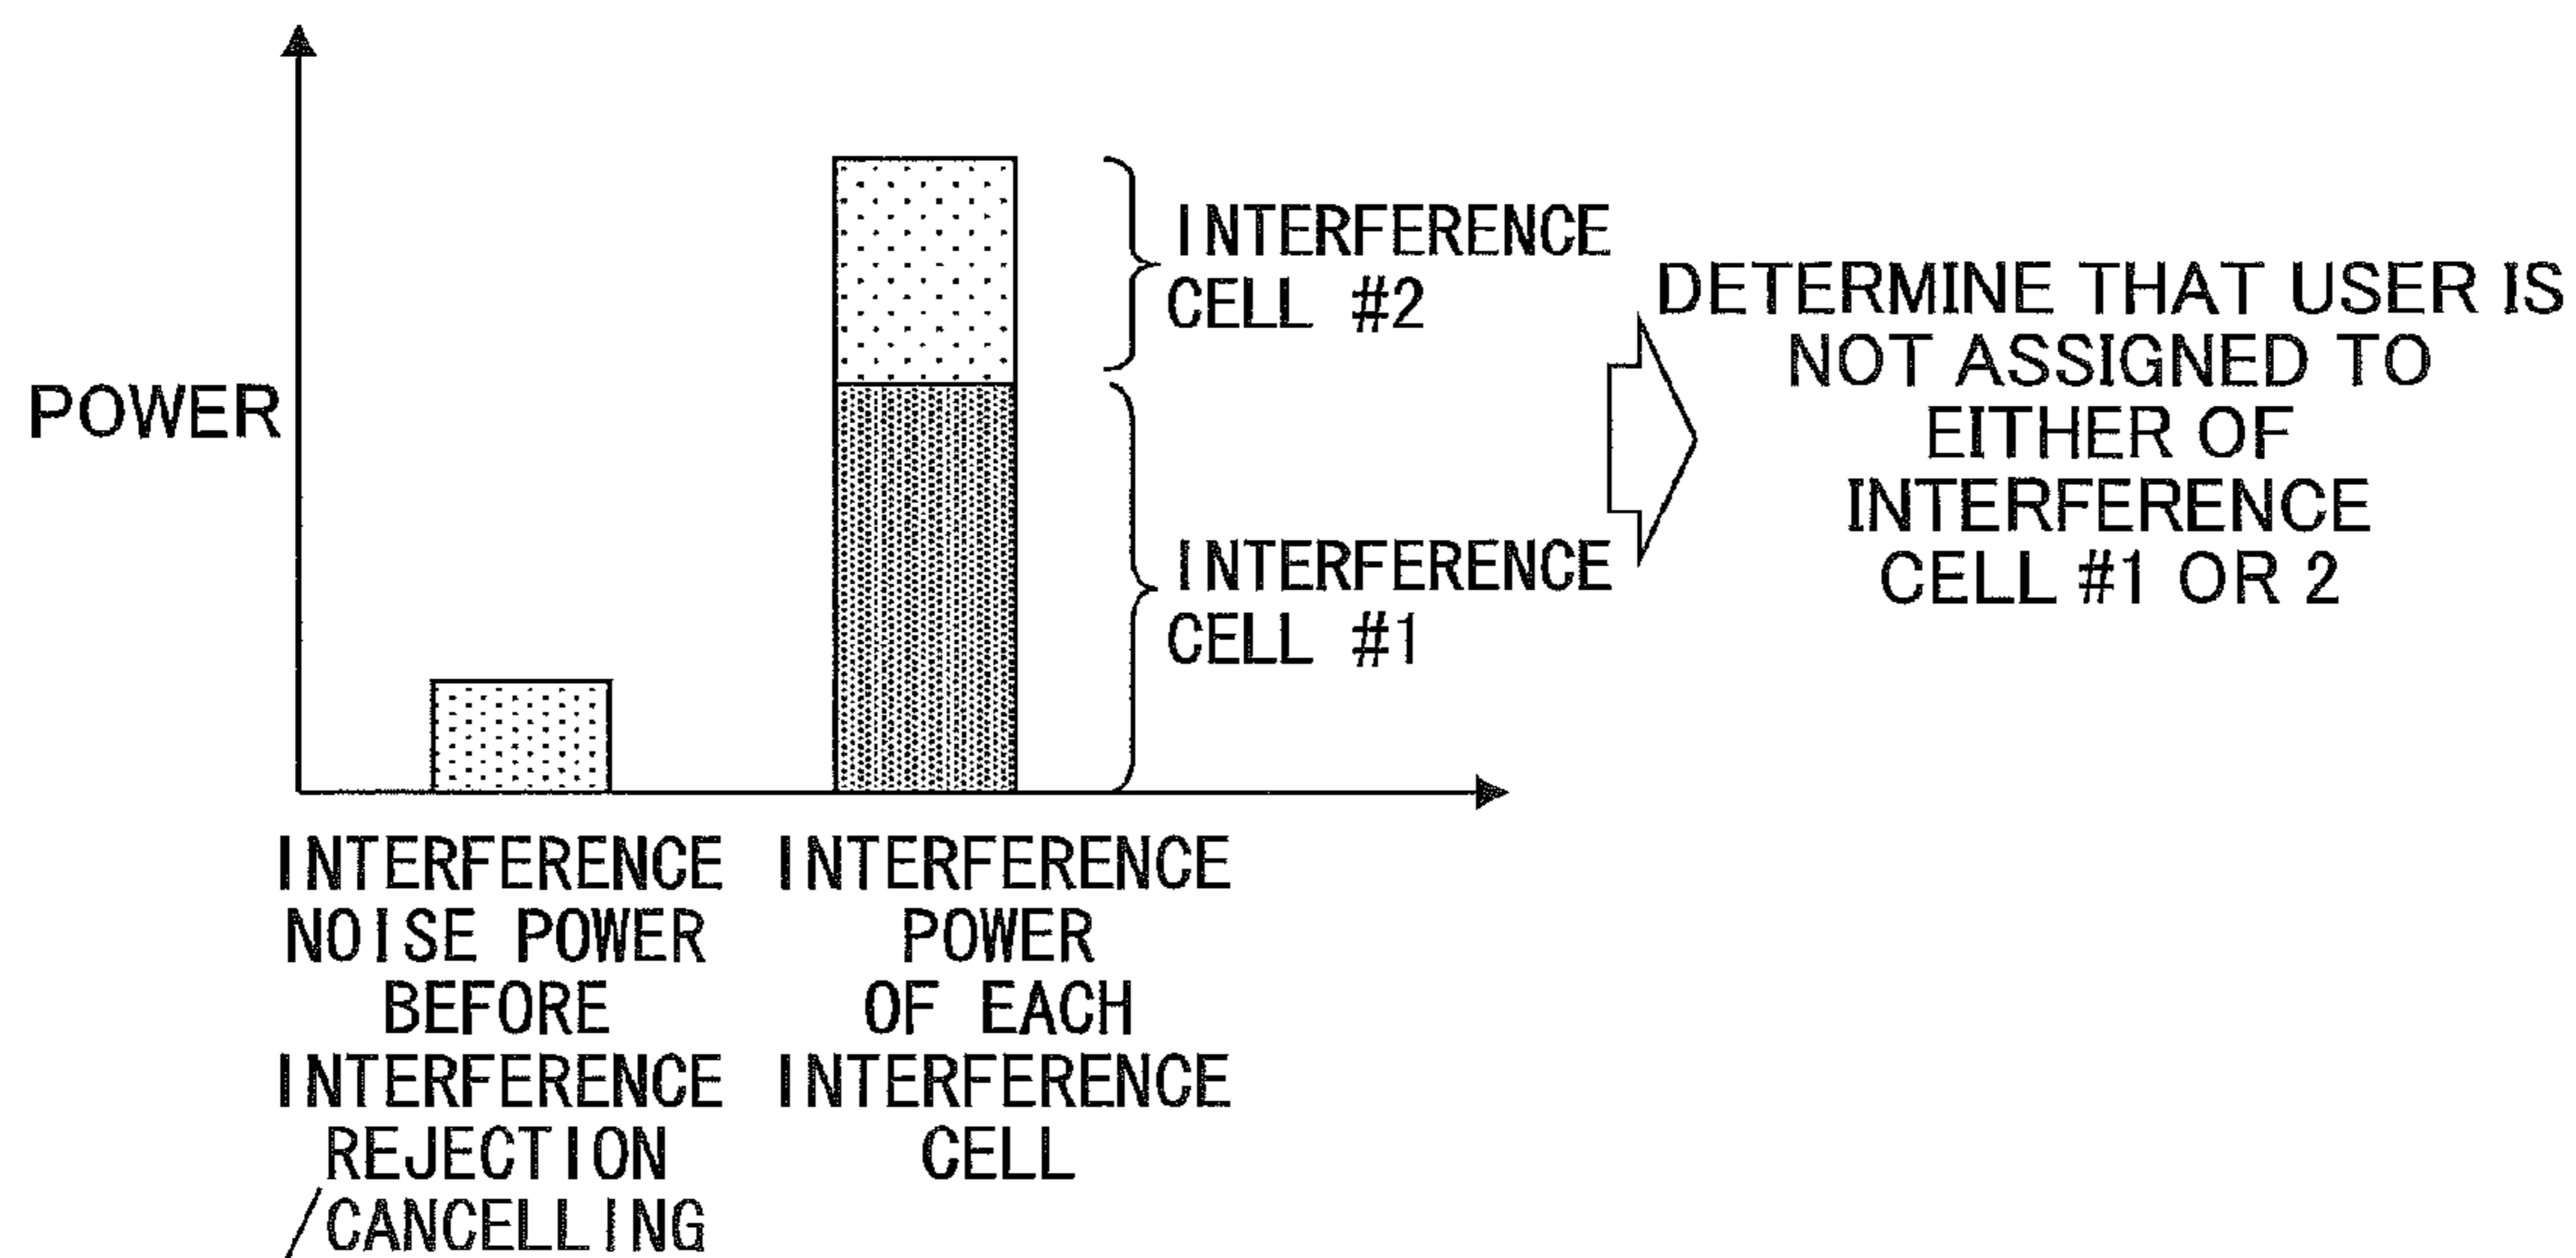 POWER
INTERFERENCE
CELL #2
INTERFERENCE
CELL #1
DETERMINE THAT USER IS
NOT ASSIGNED TO
EITHER OF
INTERFERENCE
CELL #1 OR 2
INTERFERENCE
NOISE POWER
BEFORE
INTERFERENCE
REJECTION
/CANCELLING
INTERFERENCE
POWER
OF EACH
INTERFERENCE
CELL